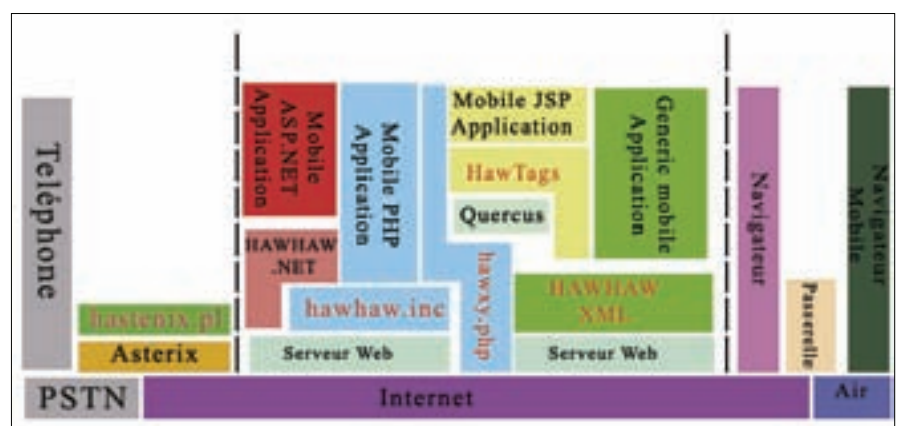 Teléphone
hastenix.pl
Asterix
PSTN
Mobile
ASP.NET
Application
HAWHAW
.NET
Mobile PHP
Application
hawhaw.inc
Serveur Web
Mobile JSP
Application
HawTags
Quercus
hawxy.php
Generic mobile
Application
HAWHAW
XML
Serveur Web
Internet
Navigateur
Passerelle
Navigateur
Mobile
Air